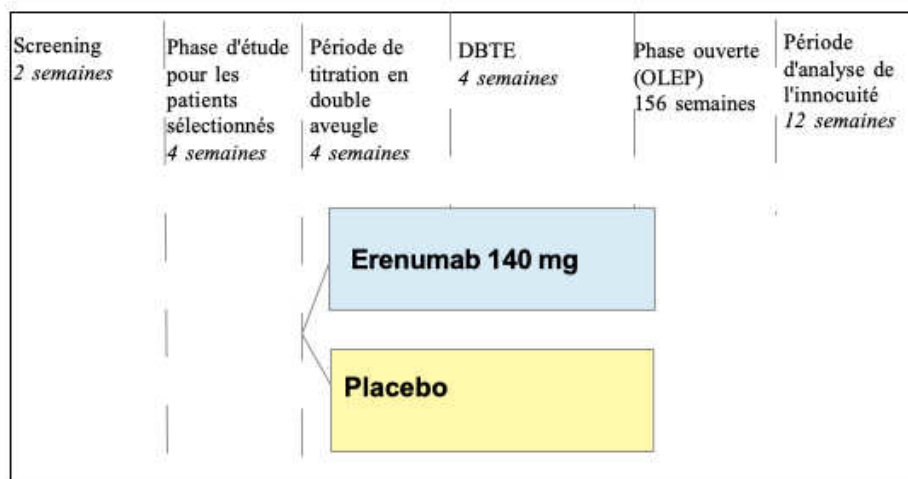 Screening
2 semaines
Phase d'étude
pour les
patients
sélectionnés
4 semaines
Période de
titration en
double
aveugle
4 semaines
DBTE
4 semaines
Phase ouverte
(OLEP)
156 semaines
Période
d'analyse de
l'innocuité
12 semaines
Erenumab 140 mg
Placebo